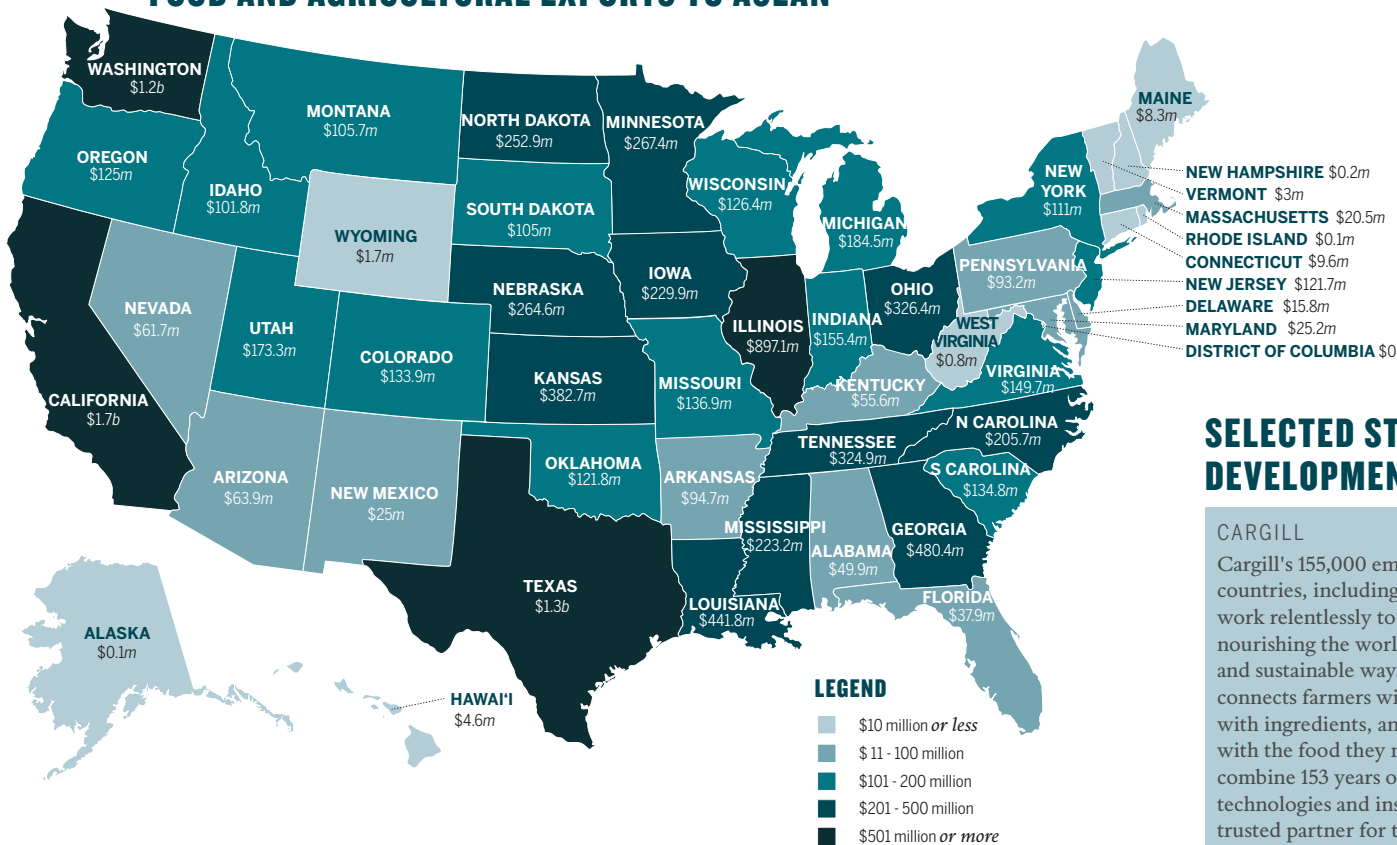 FOOD AND AGRICULTURAL EXPORTS TO ASEAN
WASHINGTON
$1.2b
MONTANA
$105.7m
NORTH DAKOTA
$252.9m
MINNESOTA
$267.4m
MAINE
$8.3m
OREGON
$125m
IDAHO
$101.8m
WYOMING
$1.7m
SOUTH DAKOTA
$105m
WISCONSIN
$126.4m
MICHIGAN
$184.5m
NEW
YORK
$111m
NEW HAMPSHIRE $0.2m
VERMONT $3m
MASSACHUSETTS $20.5m
RHODE ISLAND $0.1m
CONNECTICUT $9.6m
NEW JERSEY $121.7m
DELAWARE $15.8m
MARYLAND $25.2m
DISTRICT OF COLUMBIA $0
NEVADA
$61.7m
UTAH
$173.3m
COLORADO
$133.9m
NEBRASKA
$264.6m
IOWA
$229.9m
ILLINOIS
$897.1m
INDIANA
$155.4m
OHIO
$326.4m
PENNSYLVANIA
$93.2m
WEST
VIRGINIA
$0.8m
VIRGINIA
$149.7m
CALIFORNIA
$1.7b
KANSAS
$382.7m
MISSOURI
$136.9m
KENTUCKY
$55.6m
N CAROLINA
$205.7m
TENNESSEE
$324.9m
S CAROLINA
$134.8m
ARIZONA
$63.9m
NEW MEXICO
$25m
OKLAHOMA
$121.8m
ARKANSAS
$94.7m
MISSISSIPPI
$223.2m
ALABAMA
$49.9m
GEORGIA
$480.4m
TEXAS
$1.3b
LOUISIANA
$441.8m
FLORIDA
$37.9m
ALASKA
$0.1m
HAWAI'I
$4.6m
LEGEND
$10 million or less
$ 11 - 100 million
$101 - 200 million
$201 - 500 million
$501 million or more
SELECTED ST
DEVELOPMEN
CARGILL
Cargill's 155,000 em
countries, including
work relentlessly to
nourishing the worl
and sustainable way.
connects farmers wi
with ingredients, an
with the food they
combine 153 years o
technologies and ins
trusted partner for t